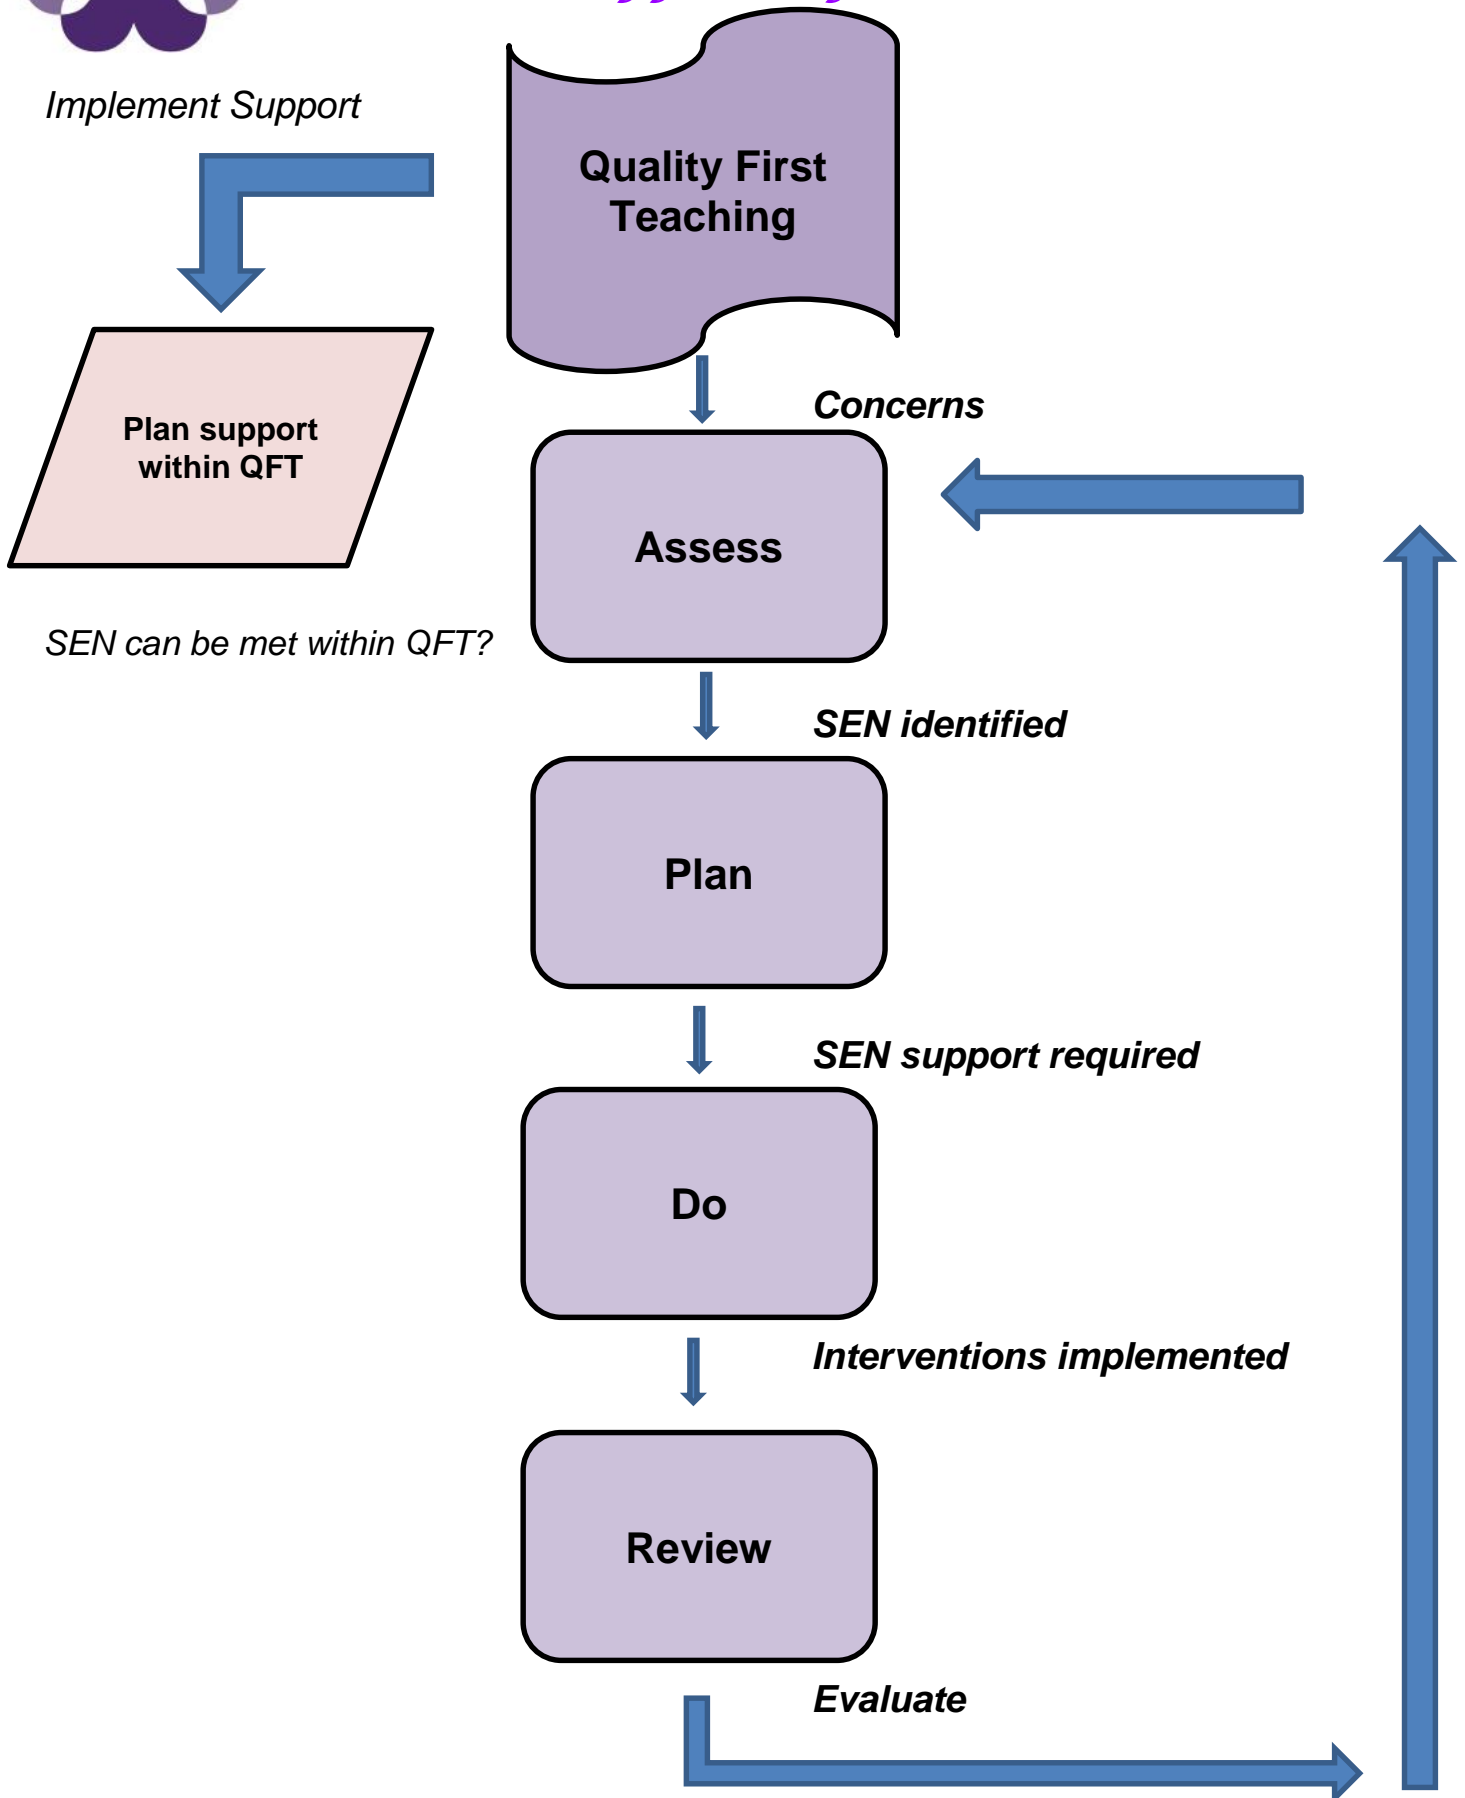 Implement Support
Quality First
Teaching
Concerns
Plan support
within QFT
Assess
SEN can be met within QFT?
SEN identified
Plan
SEN support required
Do
Interventions implemented
Review
Evaluate